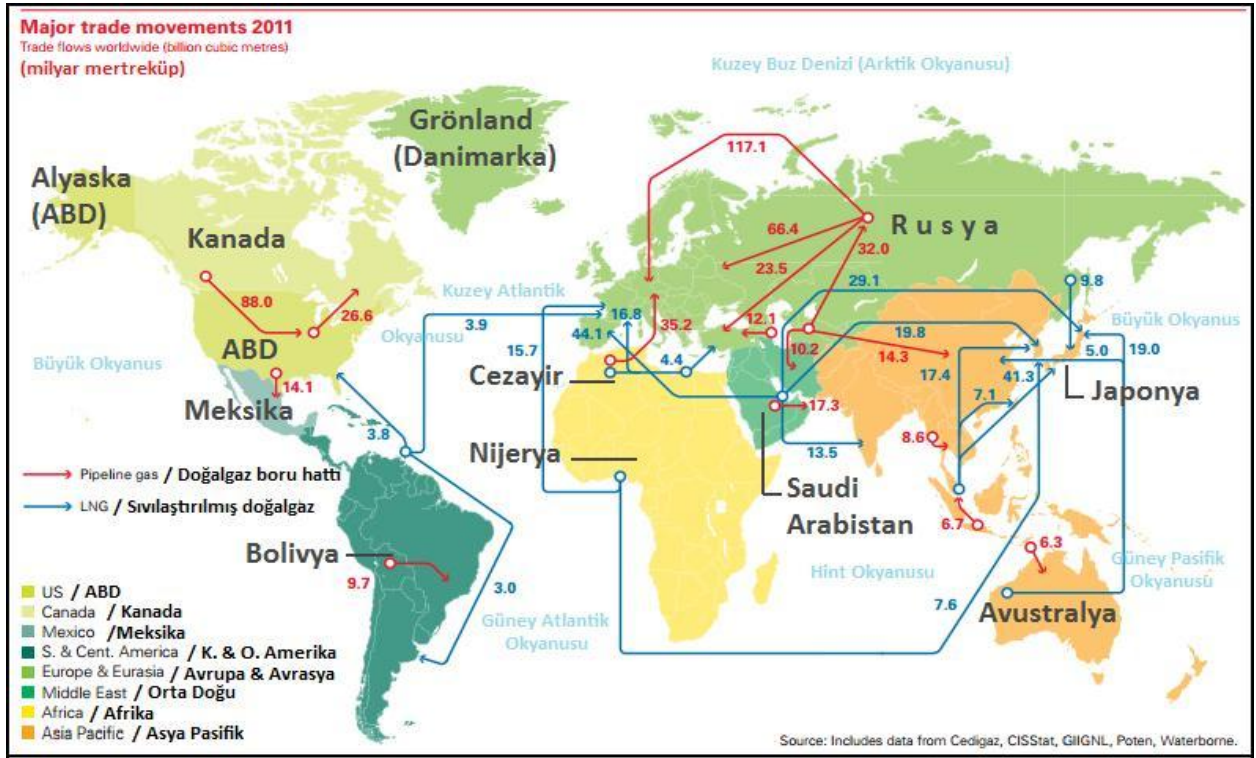 Major trade movements 2011
Trade flows worldwide (billion cubic metres)
(milyar mertreküp)
Kuzey Buz Denizi (Arktik Okyanusu)
Grönland
(Danimarka)
Alyaska
(ABD)
Kanada
Rusya
117.1
66.4
23.5
32.0
29.1
9.8
88.0
26.6
Kuzey Atlantik
Okyanusu
3.9
16.8
44.1
35.2
12.1
10.2
19.8
14.3
Büyük Okyanus
5.0
19.0
Büyük Okyanus
ABD
15.7
4.4
17.4
41.3
Japonya
14.1
Cezayir
17.3
7.1
Meksika
3.8
8.6
13.5
Nijerya
Pipeline gas / Doğalgaz boru hattı
LNG / Sıvılaştırılmış doğalgaz
Saudi
Arabistan
6.7
6.3
Bolivya
9.7
3.0
Hint Okyanusu
Güney Pasifik
Okyanusu
7.6
Avustralya
Güney Atlantik
Okyanusu
US / ABD
Canada / Kanada
Mexico /Meksika
S. & Cent. America / K. & O. Amerika
Europe & Eurasia / Avrupa & Avrasya
Middle East / Orta Doğu
Africa / Afrika
Asia Pacific / Asya Pasifik
Source: Includes data from Cedigaz, CISStat, GIIGNL, Poten, Waterborne.